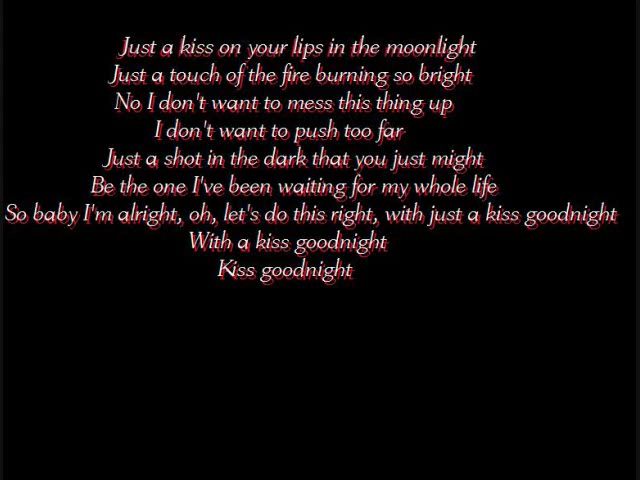 Just a kiss on your lips in the moonlight
Just a touch of the fire burning so bright
No I don't want to mess this thing up
I don't want to push too far
Just a shot in the dark that you just might
Be the one I've been waiting for my whole life
So baby I'm alright, oh, let's do this right, with just a kiss goodnight
With a kiss goodnight
Kiss goodnight